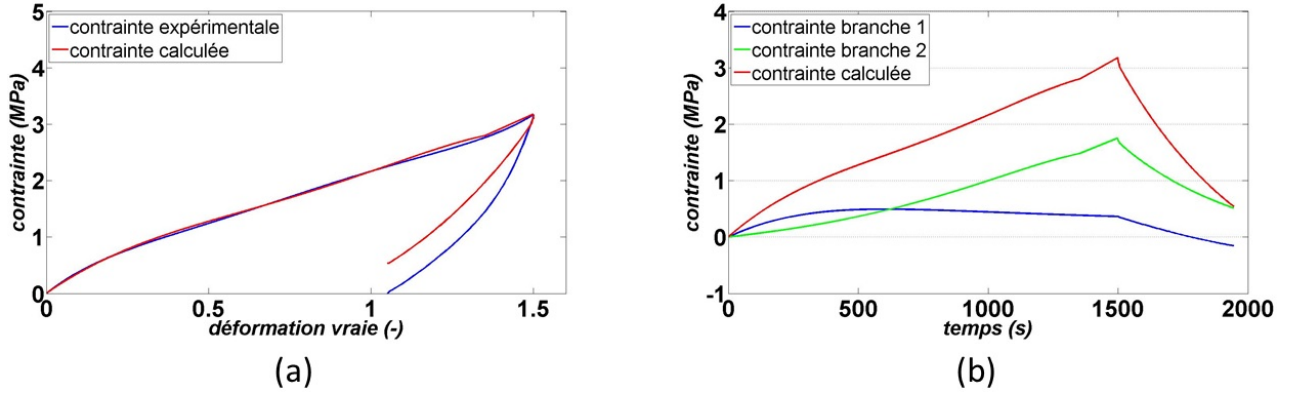 contrainte (MPa)
5
4
3
2
1
0
contrainte expérimentale
contrainte calculée
0
0.5
1
1.5
déformation vraie (-)
(a)
contrainte (MPa)
4
3
2
1
0
-1
contrainte branche 1
contrainte branche 2
contrainte calculée
0
500
1000
1500
2000
temps (s)
(b)